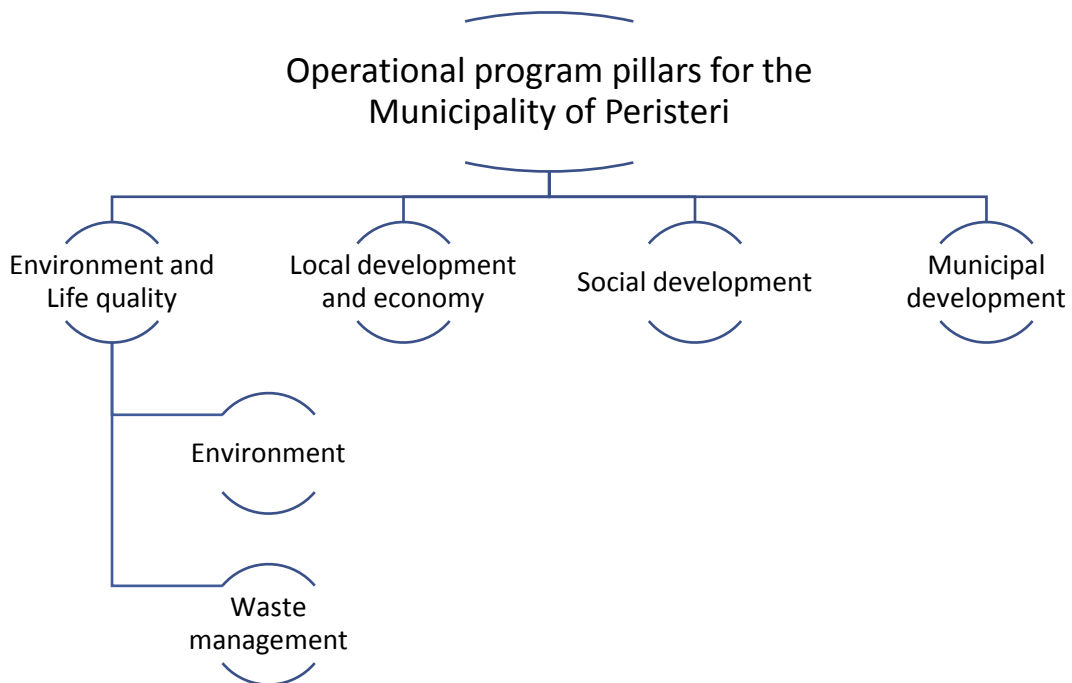 Operational program pillars for the
Municipality of Peristeri
Environment and
Life quality
Local development
and economy
Social development
Municipal
development
Environment
Waste
management